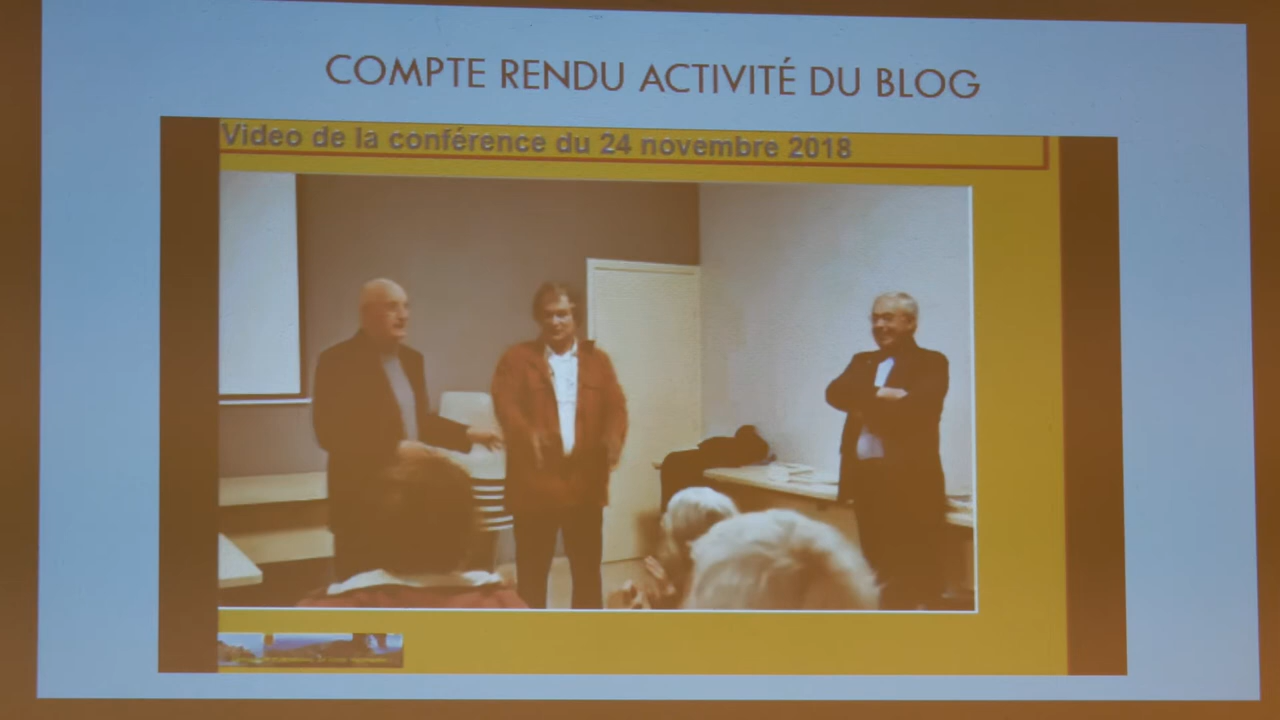 COMPTE RENDU ACTIVITÉ DU BLOG
Video de la conférence du 24 novembre 2018